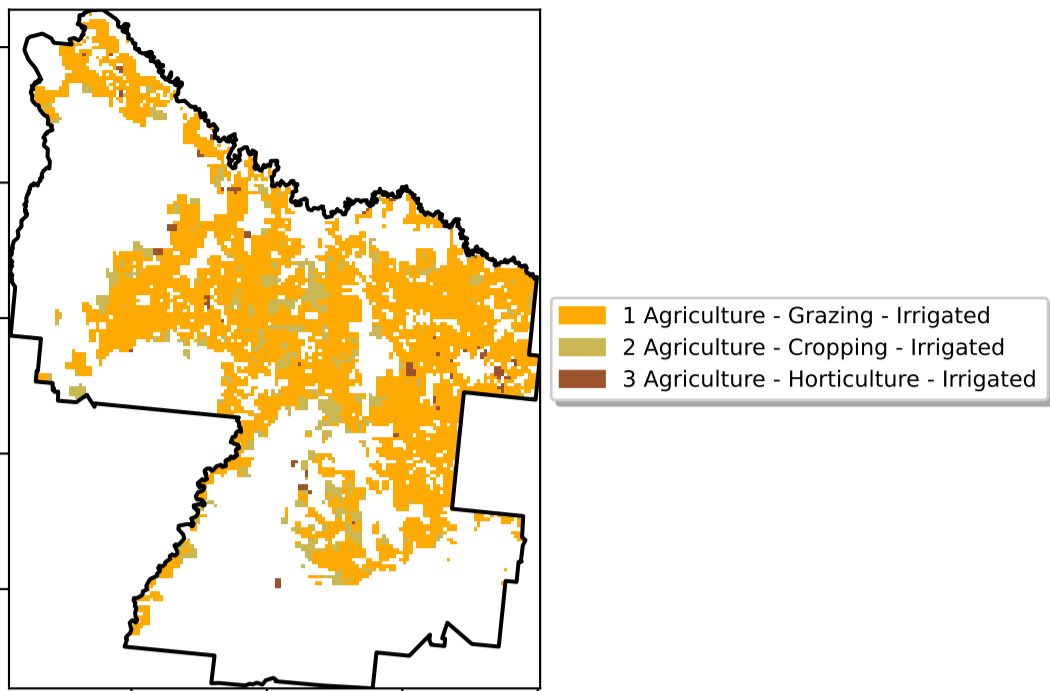 1 Agriculture - Grazing - Irrigated
2 Agriculture - Cropping - Irrigated
3 Agriculture - Horticulture - Irrigated